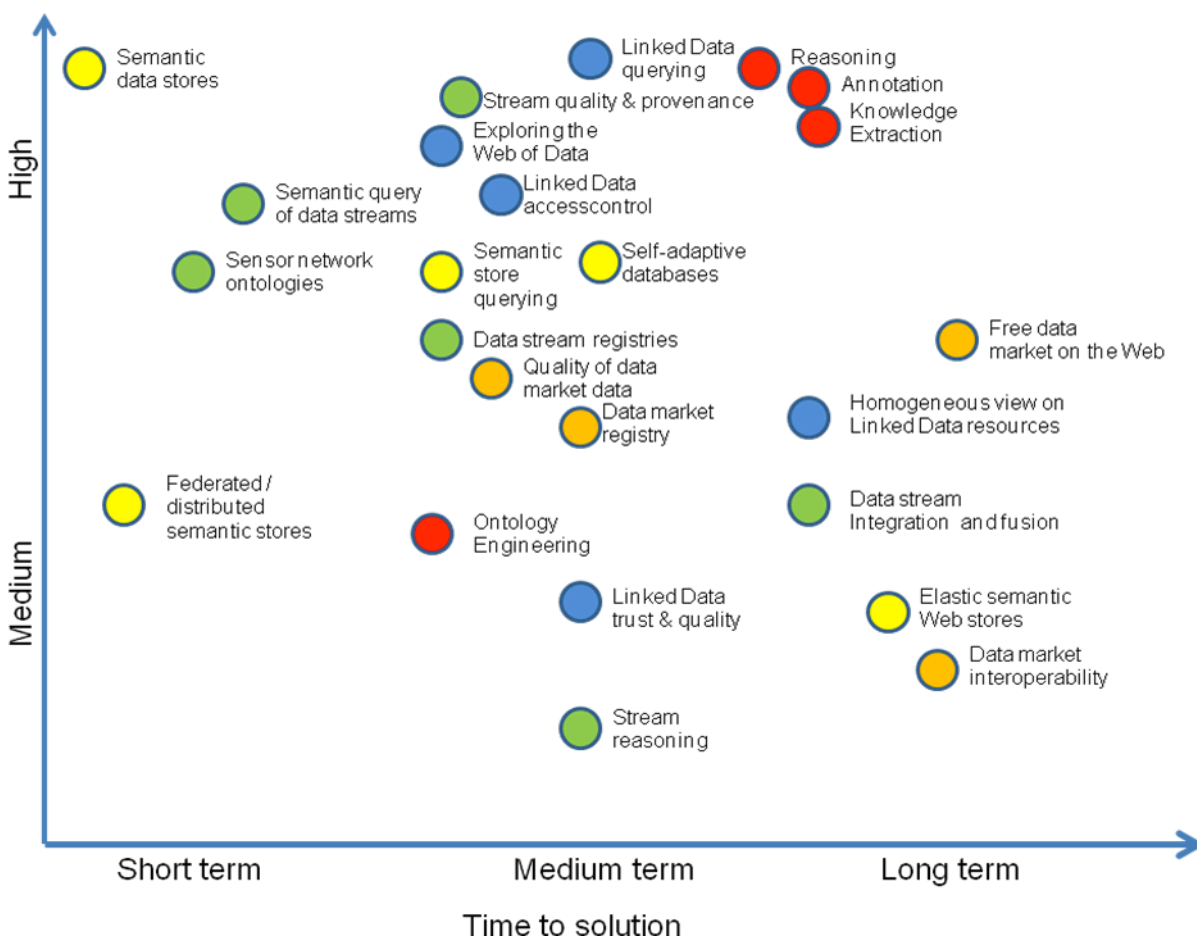 Semantic
data stores
Linked Data
querying
Reasoning
Annotation
Stream quality & provenance
Knowledge
Extraction
Exploring the
Web of Data
High
Semantic query
of data streams
Linked Data
accesscontrol
Sensor network
ontologies
Semantic
store
querying
Self-adaptive
databases
Data stream registries
Free data
market on the Web
Quality of data
market data
Data market
registry
Homogeneous view on
Linked Data resources
Federated /
distributed
semantic stores
Data stream
Integration and fusion
Ontology
Engineering
Medium
Linked Data
trust & quality
Elastic semantic
Web stores
Data market
interoperability
Stream
reasoning
Short term
Medium term
Long term
Time to solution